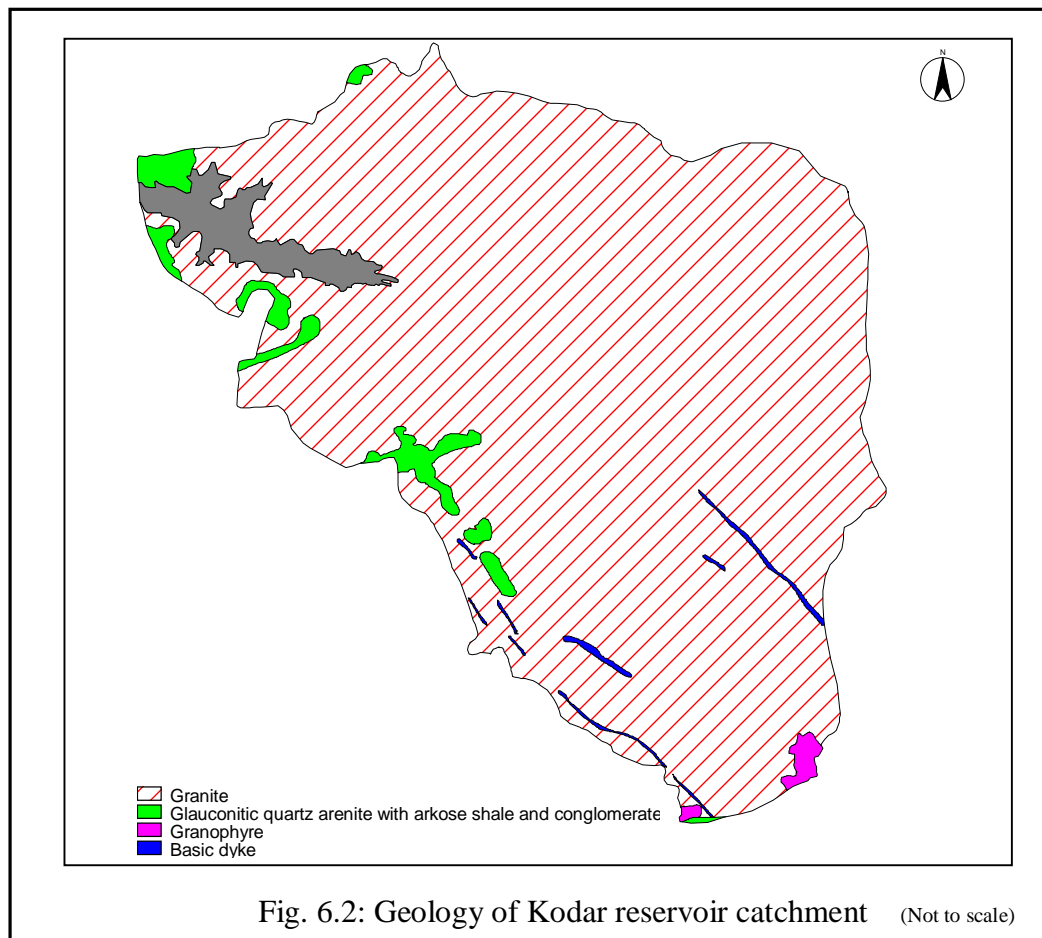 N
Granite
Glauconitic quartz arenite with arkose shale and conglomerate
Granophyre
Basic dyke
Fig. 6.2: Geology of Kodar reservoir catchment (Not to scale)